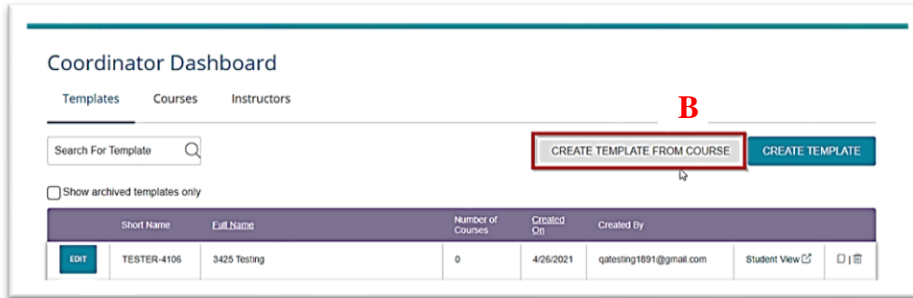 Coordinator Dashboard
Templates Courses Instructors
B
Search For Template
CREATE TEMPLATE FROM COURSE
CREATE TEMPLATE
Show archived templates only
Short Name Full Name Number of Courses Created On Created By
EDIT TESTER-4106 3425 Testing 0 4/26/2021 qatesting1891@gmail.com Student View |